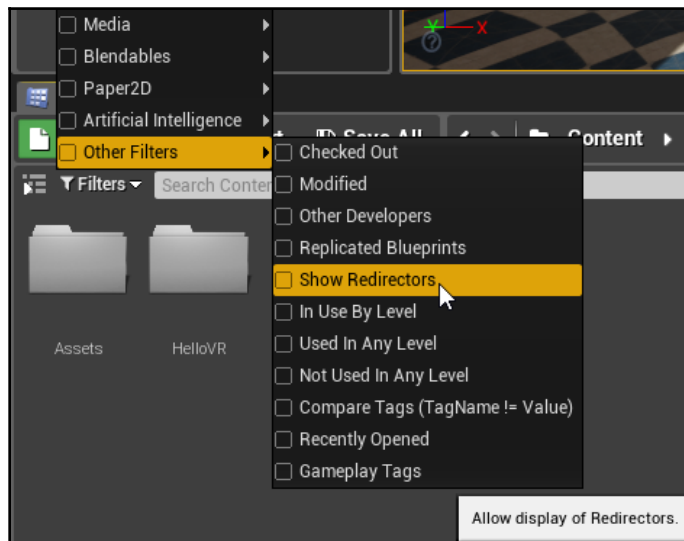 Media
Blendables
Paper2D
Artificial Intelligence
Other Filters
Save All
Content
Checked Out
Filters
Search Conte
Modified
Other Developers
Replicated Blueprints
Show Redirectors
In Use By Level
Used In Any Level
Not Used In Any Level
Compare Tags (TagName != Value)
Recently Opened
Gameplay Tags
Assets
HelloVR
Allow display of Redirectors.
Y
X
?